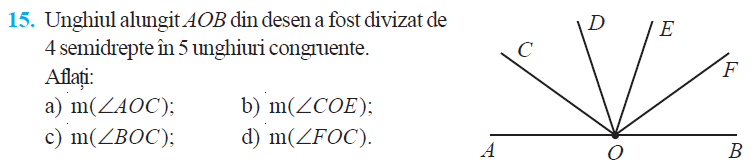 15. Unghiul alungit AOB din desen a fost divizat de
4 semidrepte în 5 unghiuri congruente.
Aflați:
a) m(∠AOC); b) m(∠COE);
c) m(∠BOC); d) m(∠FOC).
D E
C F
A O B